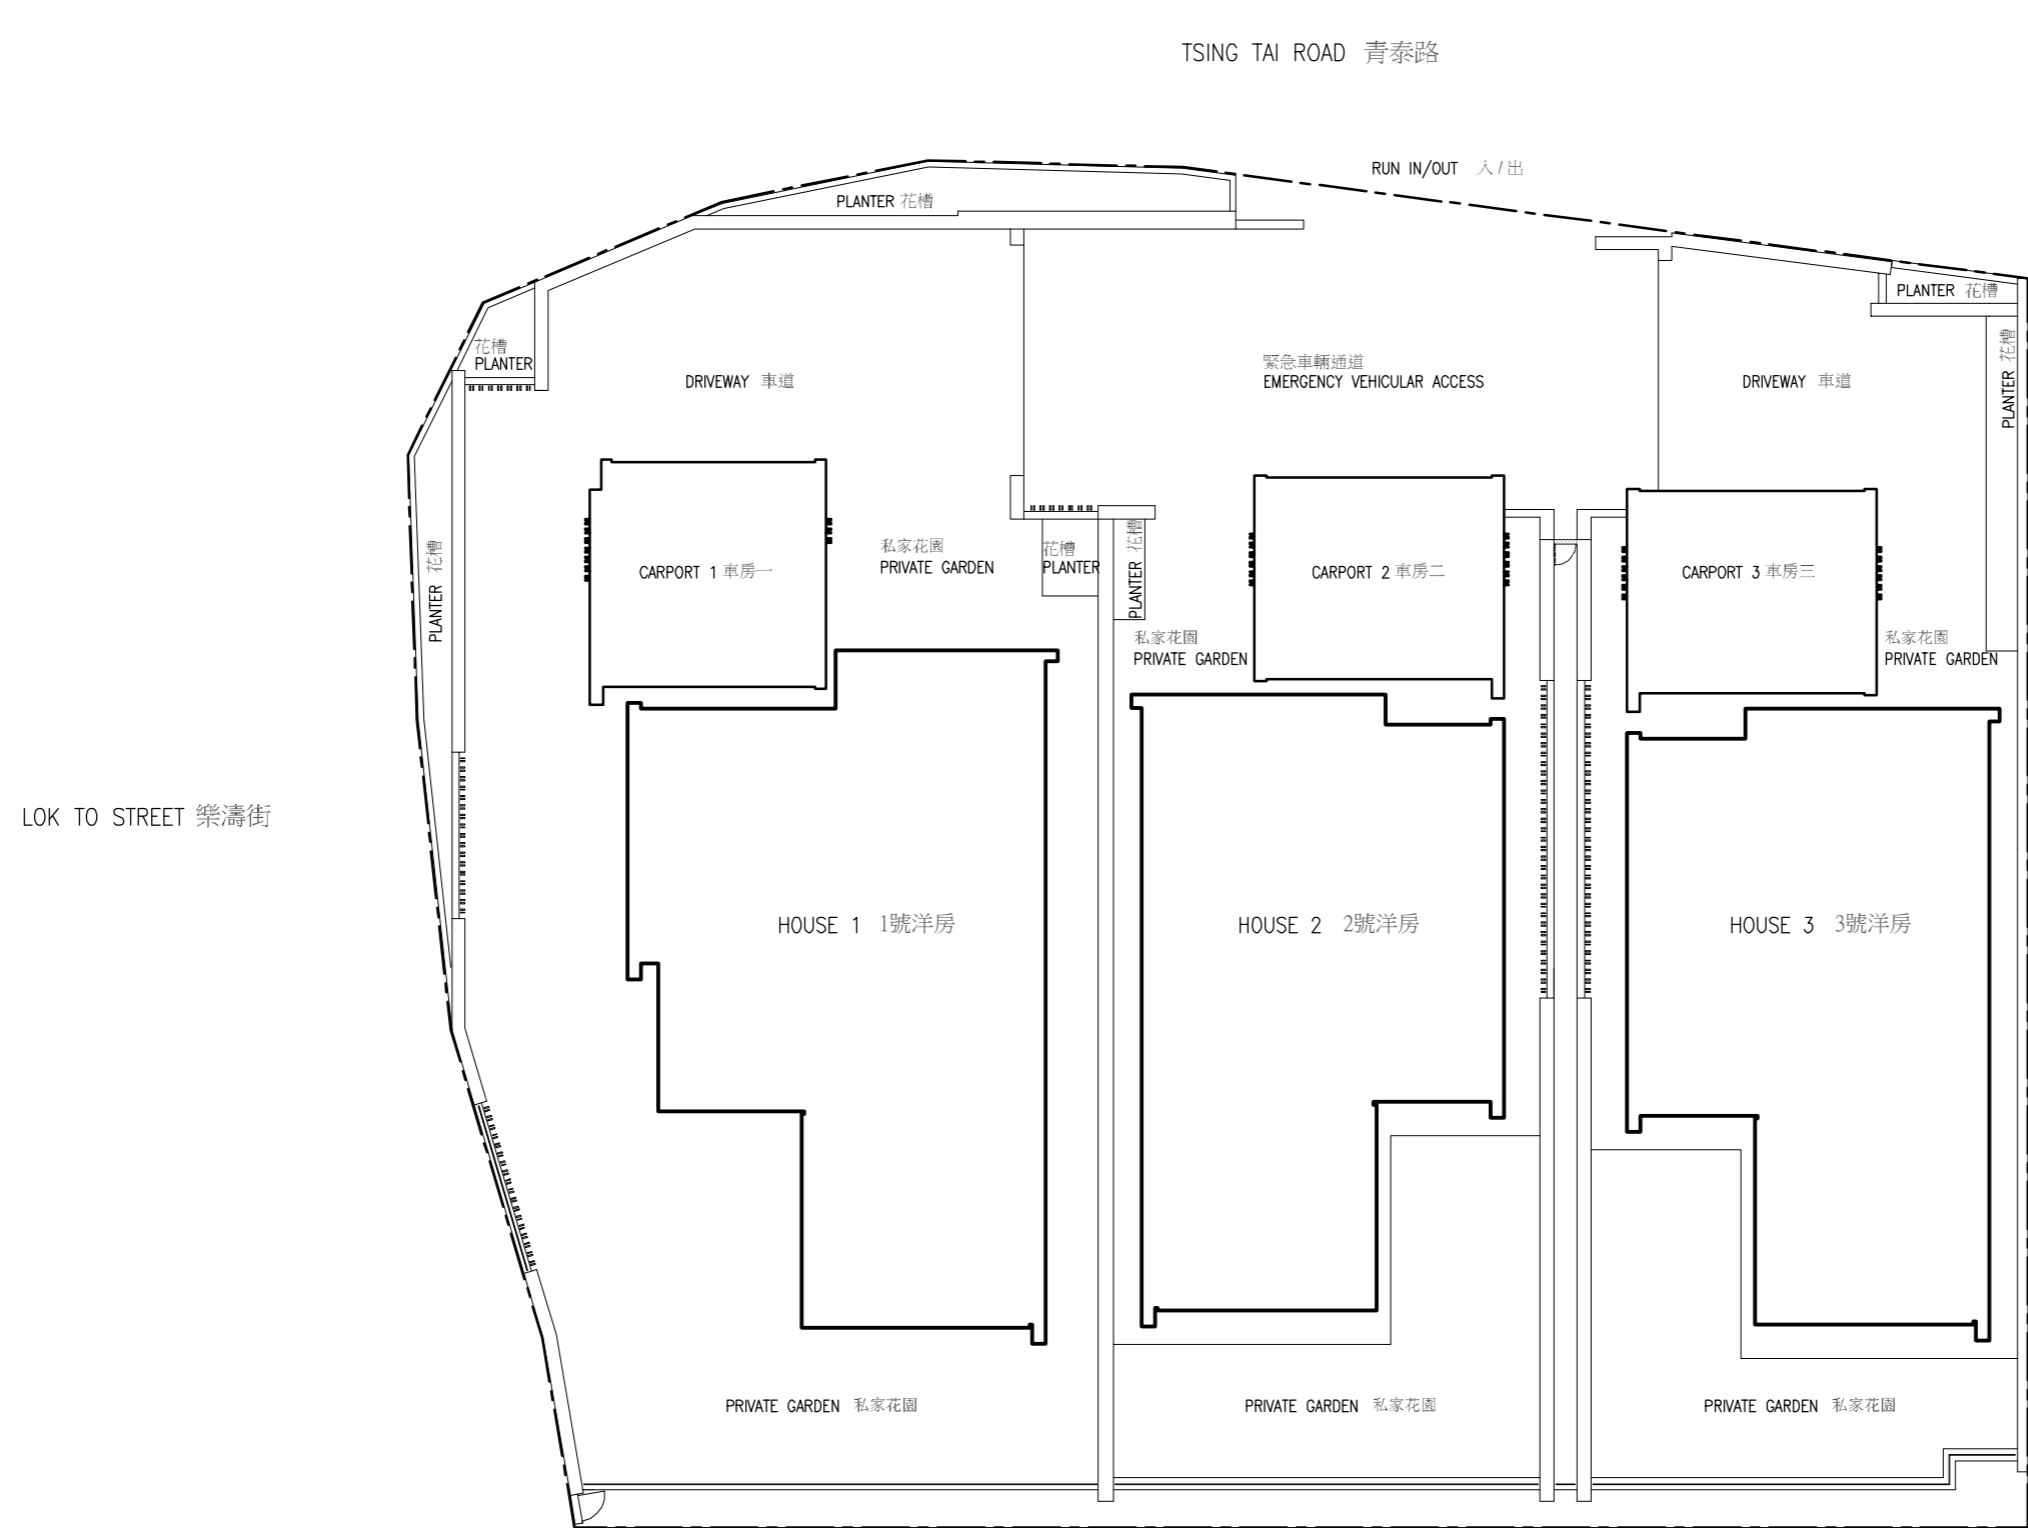 TSING TAI ROAD 青泰路
RUN IN/OUT 入/出
PLANTER 花槽
PLANTER 花槽
花槽
PLANTER
PLANTER 花槽
DRIVEWAY 車道
緊急車輛通道
EMERGENCY VEHICULAR ACCESS
DRIVEWAY 車道
PLANTER 花槽
CARPORT 1 車房一
私家花園
PRIVATE GARDEN
花槽
PLANTER
PLANTER 花槽
CARPORT 2 車房二
CARPORT 3 車房三
私家花園
PRIVATE GARDEN
私家花園
PRIVATE GARDEN
LOK TO STREET 樂濤街
HOUSE 1 1號洋房
HOUSE 2 2號洋房
HOUSE 3 3號洋房
PRIVATE GARDEN 私家花園
PRIVATE GARDEN 私家花園
PRIVATE GARDEN 私家花園